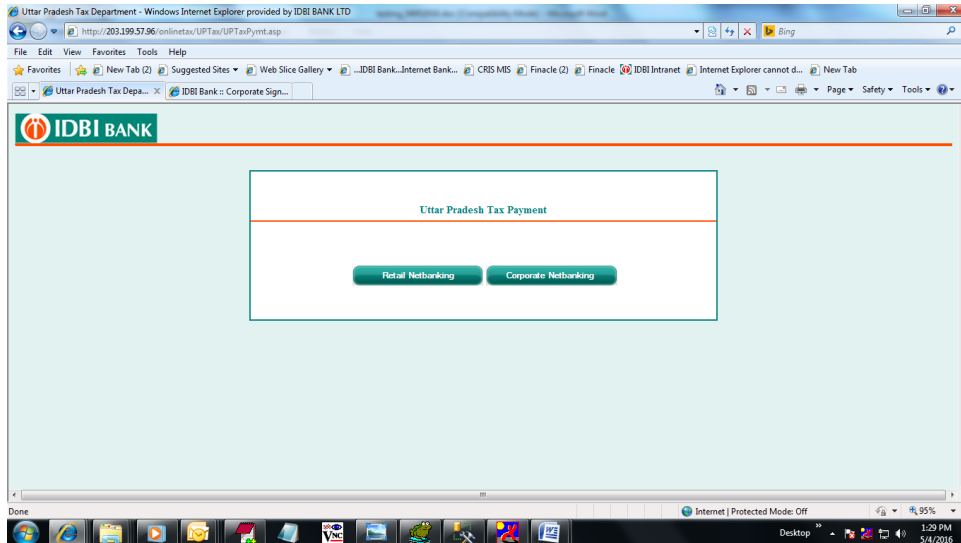 Uttar Pradesh Tax Department - Windows Internet Explorer provided by IDBI BANK LTD
http://203.199.57.96/onlinetax/UPTax/UPTaxPymt.asp
Bing
File Edit View Favorites Tools Help
Favorites New Tab (2) Suggested Sites Web Slice Gallery ...IDBI Bank...Internet Bank... CRIS MIS Finacle (2) Finacle IDBI Intranet Internet Explorer cannot d... New Tab
Uttar Pradesh Tax Depa... IDBI Bank :: Corporate Sign... Page Safety Tools
IDBI BANK
Uttar Pradesh Tax Payment
Retail Netbanking Corporate Netbanking
Done Internet | Protected Mode: Off 95%
VNC Desktop 1:29 PM
5/4/2016